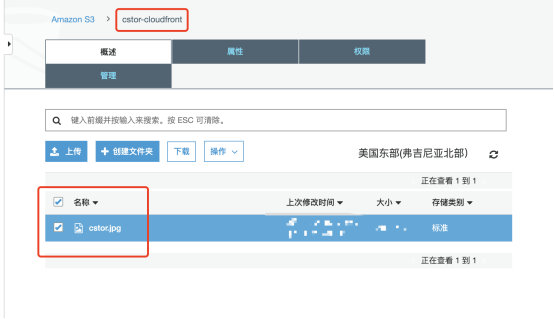 Amazon S3 > cstor-cloudfront
概述 属性 权限
管理
键入前缀并按输入来搜索。按 ESC 可清除。
上传 创建文件夹 下载 操作 美国东部(弗吉尼亚北部)
正在查看 1 到 1
名称 上次修改时间 大小 存储类别
cstor.jpg 标准
正在查看 1 到 1